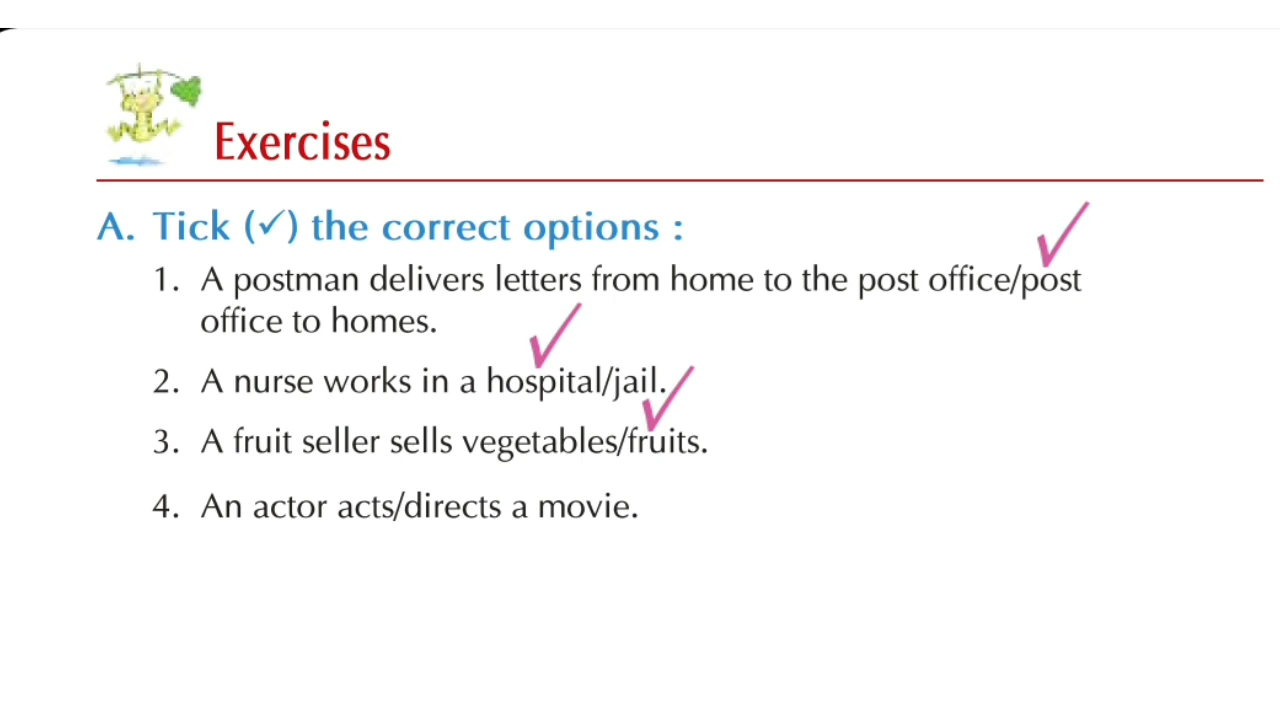 Exercises
A. Tick (✓) the correct options :
1. A postman delivers letters from home to the post office/post
office to homes.
2. A nurse works in a hospital/jail.
3. A fruit seller sells vegetables/fruits.
4. An actor acts/directs a movie.